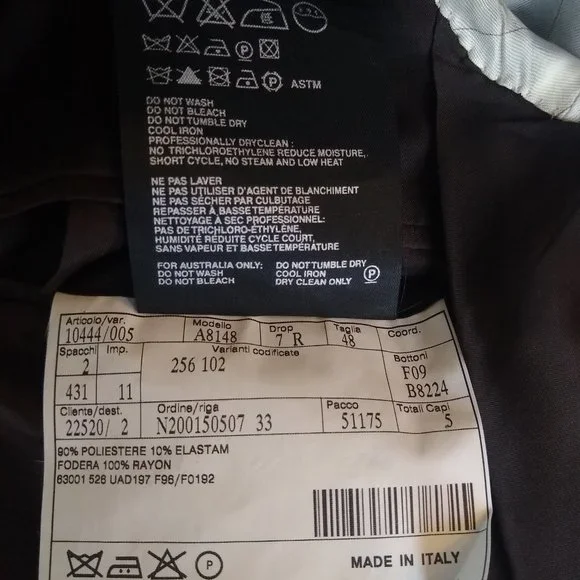 ASTM
DO NOT WASH
DO NOT BLEACH
DO NOT TUMBLE DRY
COOL IRON
PROFESSIONALLY DRYCLEAN :
NO TRICHLOROETHYLENE REDUCE MOISTURE,
SHORT CYCLE, NO STEAM AND LOW HEAT
NE PAS LAVER
NE PAS UTILISER D'AGENT DE BLANCHIMENT
NE PAS SÉCHER PAR CULBUTAGE
REPASSER À BASSE TEMPÉRATURE
NETTOYAGE À SEC PROFESSIONNEL:
PAS DE TRICHLORO-ÉTHYLÈNE,
HUMIDITÉ RÉDUITE CYCLE COURT,
SANS VAPEUR ET BASSE TEMPÉRATURE
FOR AUSTRALIA ONLY: DO NOT TUMBLE DRY
DO NOT WASH COOL IRON
DO NOT BLEACH DRY CLEAN ONLY P
Articolo/var. Modello Drop Taglia Coord.
10444/005 A8148 7 R 48
Spacchi Imp. Varianti codificate Bottoni
2 256 102 F09
431 11 B8224
Cliente/dest. Ordine/riga Pacco Totali Capi
22520/ 2 N200150507 33 51175 5
90% POLIESTERE 10% ELASTAM
FODERA 100% RAYON
63001 526 UAD197 F96/F0192
P
MADE IN ITALY